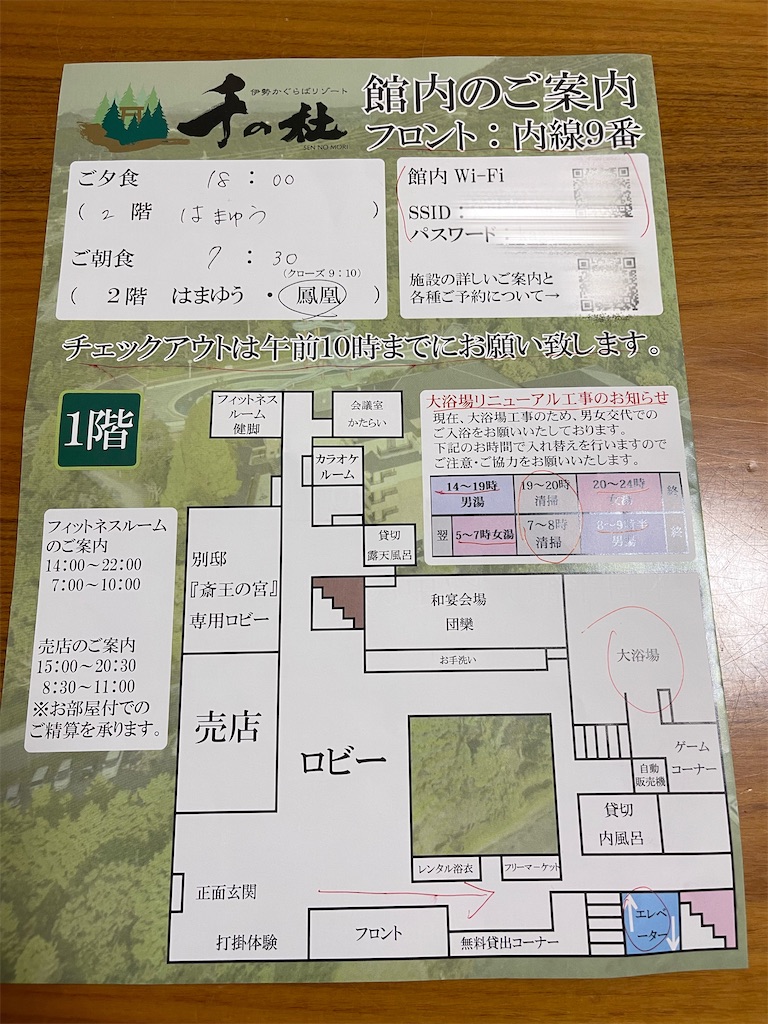 伊勢かぐらばリゾート
千の杜
SEN NO MORI
館内のご案内
フロント：内線9番
ご夕食 18：00
（2階 はまゆう ）
ご朝食 7：30
（クローズ 9：10）
（ 2階 はまゆう ・ 鳳凰 ）
館内 Wi-Fi
SSID：
パスワード：
施設の詳しいご案内と
各種ご予約について→
チェックアウトは午前10時までにお願い致します。
1階
フィットネス
ルーム
健脚
会議室
かたらい
カラオケ
ルーム
貸切
露天風呂
大浴場リニューアル工事のお知らせ
現在、大浴場工事のため、男女交代での
ご入浴をお願いいたしております。
下記のお時間で入れ替えを行いますので
ご注意・ご協力をお願いいたします。
14～19時 19～20時 20～24時 終
男湯 清掃 女湯
翌 5～7時女湯 7～8時 8～9時半 終
清掃 男湯
フィットネスルーム
のご案内
14:00～22:00
7:00～10:00
売店のご案内
15:00～20:30
8:30～11:00
※お部屋付での
ご精算を承ります。
別邸
『斎王の宮』
専用ロビー
和宴会場
団欒
お手洗い
大浴場
売店
ロビー
ゲーム
コーナー
自動
販売機
貸切
内風呂
レンタル浴衣
フリーマーケット
正面玄関
打掛体験
フロント
無料貸出コーナー
エレベ
ーター